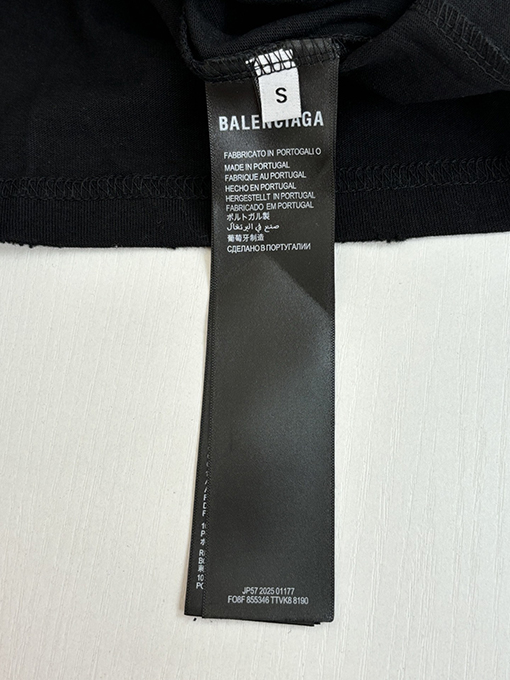 S
BALENCIAGA
FABBRICATO IN PORTOGALLO
MADE IN PORTUGAL
FABRIQUE AU PORTUGAL
HECHO EN PORTUGAL
HERGESTELLT IN PORTUGAL
FABRICADO EM PORTUGAL
ポルトガル製
صنع في البرتغال
葡萄牙制造
СДЕЛАНО В ПОРТУГАЛИИ
JP57 2025 01177
FO6F 855346 TTVK8 8190